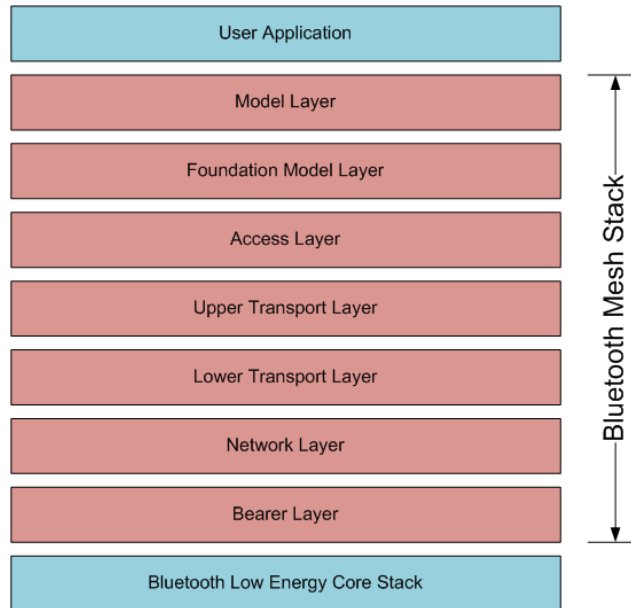 User Application
Model Layer
Foundation Model Layer
Access Layer
Upper Transport Layer
Lower Transport Layer
Network Layer
Bearer Layer
Bluetooth Low Energy Core Stack
Bluetooth Mesh Stack